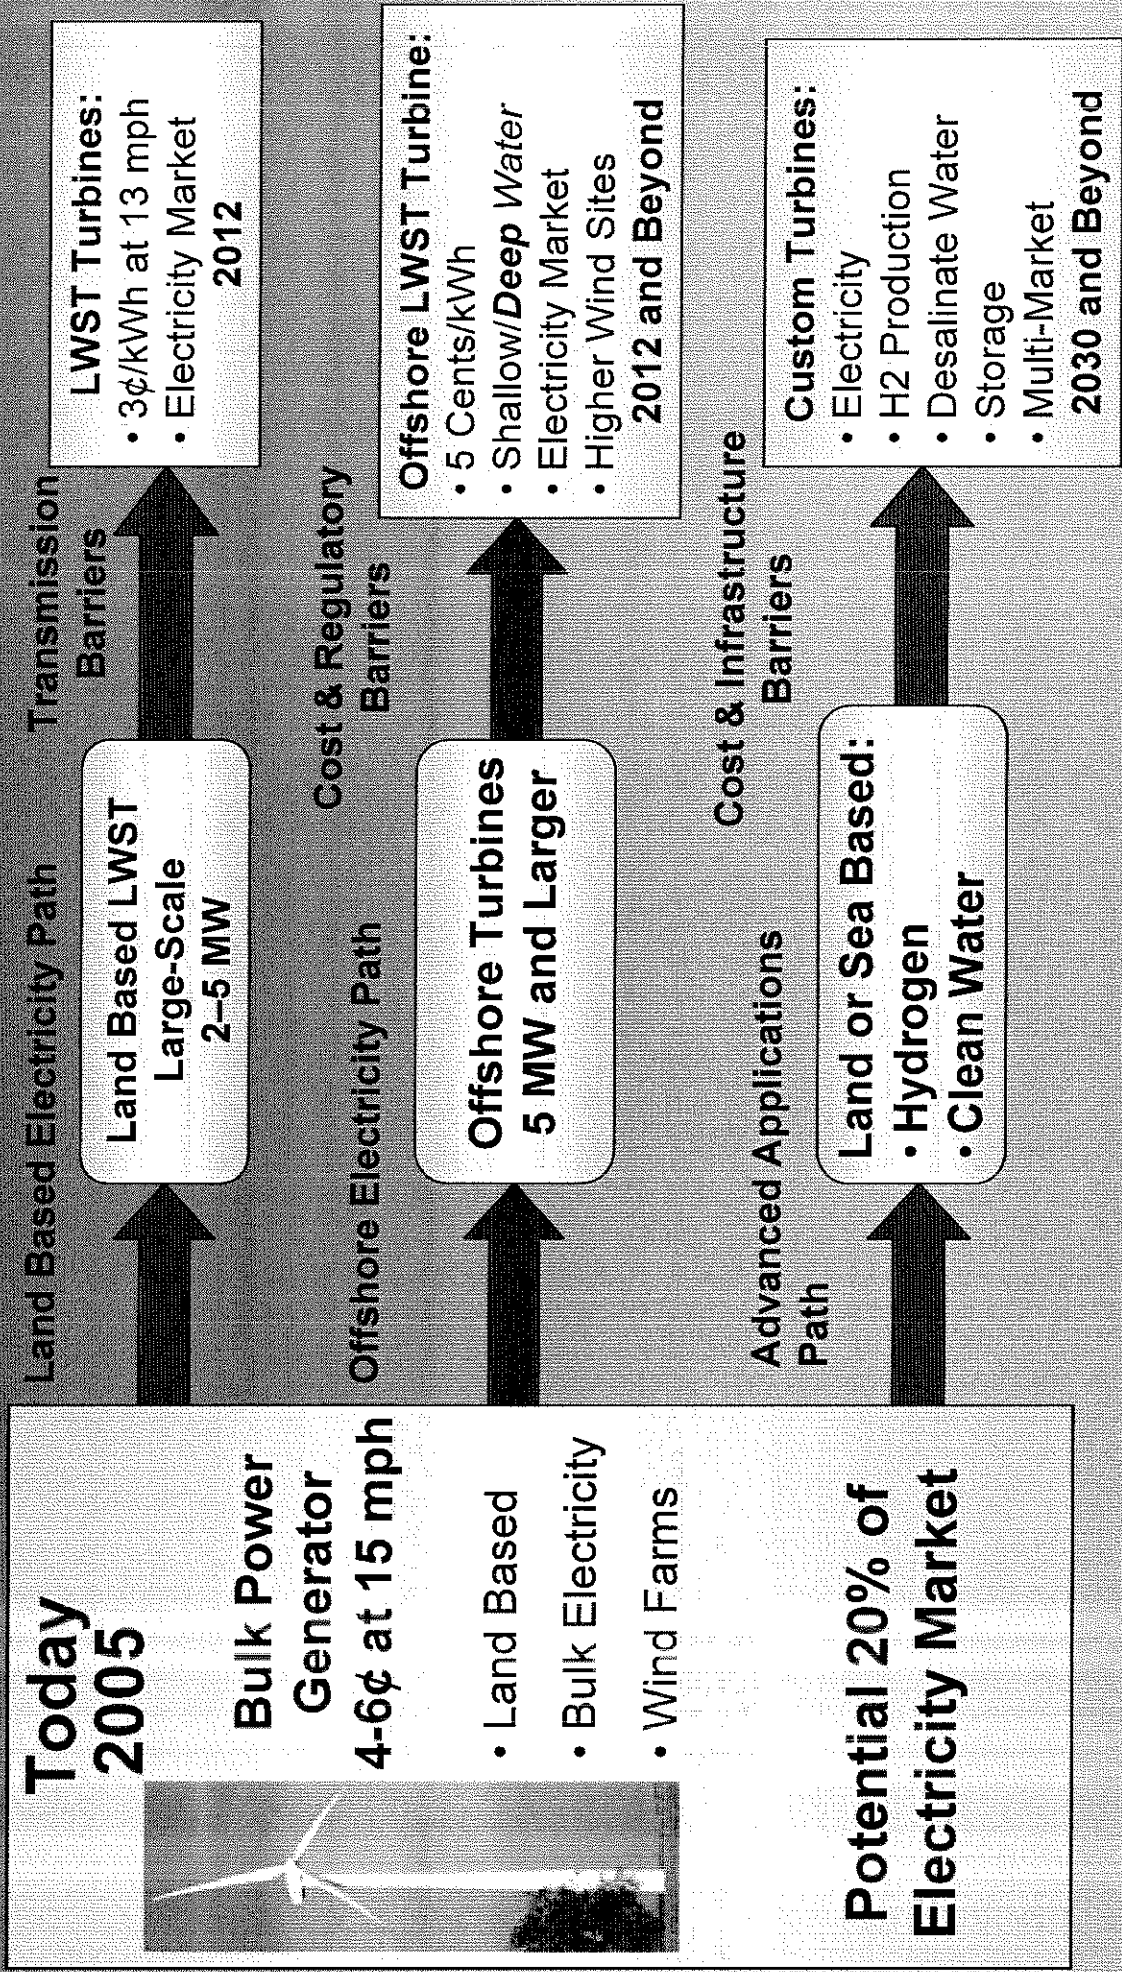 Today
2005
Bulk Power
Generator
4-6¢ at 15 mph
• Land Based
• Bulk Electricity
• Wind Farms
Potential 20% of
Electricity Market
Land Based Electricity Path
Land Based LWST
Large-Scale
2–5 MW
Transmission
Barriers
LWST Turbines:
• 3¢/kWh at 13 mph
• Electricity Market
2012
Offshore Electricity Path
Offshore Turbines
5 MW and Larger
Cost & Regulatory
Barriers
Offshore LWST Turbine:
• 5 Cents/kWh
• Shallow/Deep Water
• Electricity Market
• Higher Wind Sites
2012 and Beyond
Advanced Applications
Path
Land or Sea Based:
• Hydrogen
• Clean Water
Cost & Infrastructure
Barriers
Custom Turbines:
• Electricity
• H2 Production
• Desalinate Water
• Storage
• Multi-Market
2030 and Beyond